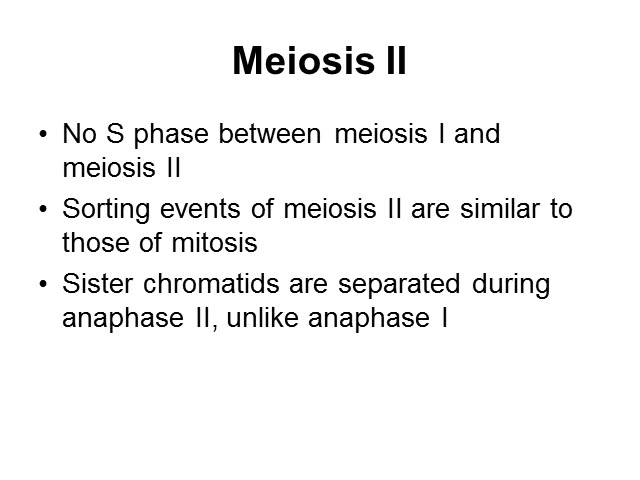 Meiosis II
• No S phase between meiosis I and
meiosis II
• Sorting events of meiosis II are similar to
those of mitosis
• Sister chromatids are separated during
anaphase II, unlike anaphase I